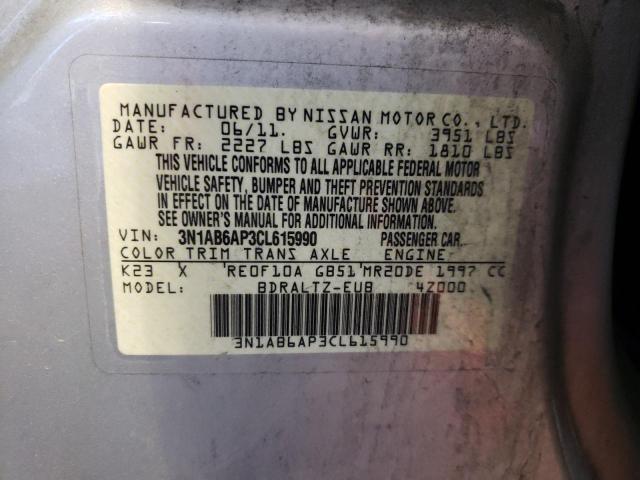 MANUFACTURED BY NISSAN MOTOR CO., LTD.
DATE: 06/11. GVWR: 3951 LBS
GAWR FR: 2227 LBS GAWR RR: 1810 LBS
THIS VEHICLE CONFORMS TO ALL APPLICABLE FEDERAL MOTOR
VEHICLE SAFETY, BUMPER AND THEFT PREVENTION STANDARDS
IN EFFECT ON THE DATE OF MANUFACTURE SHOWN ABOVE.
SEE OWNER'S MANUAL FOR ADDITIONAL INFORMATION.
VIN: 3N1AB6AP3CL615990 PASSENGER CAR
COLOR TRIM TRANS AXLE ENGINE
K23 X 'RE0F10A GB51'MR20DE 1997 CC
MODEL: BDRALTZ-EUB 4Z000
3N1AB6AP3CL615990